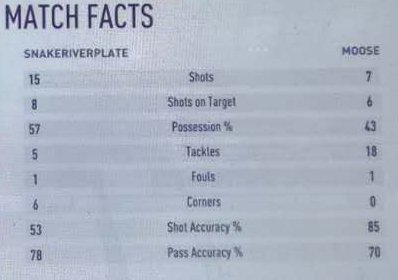 MATCH FACTS
SNAKERIVERPLATE MOOSE
15 Shots 7
8 Shots on Target 6
57 Possession % 43
5 Tackles 18
1 Fouls 1
6 Corners 0
53 Shot Accuracy % 85
78 Pass Accuracy % 70